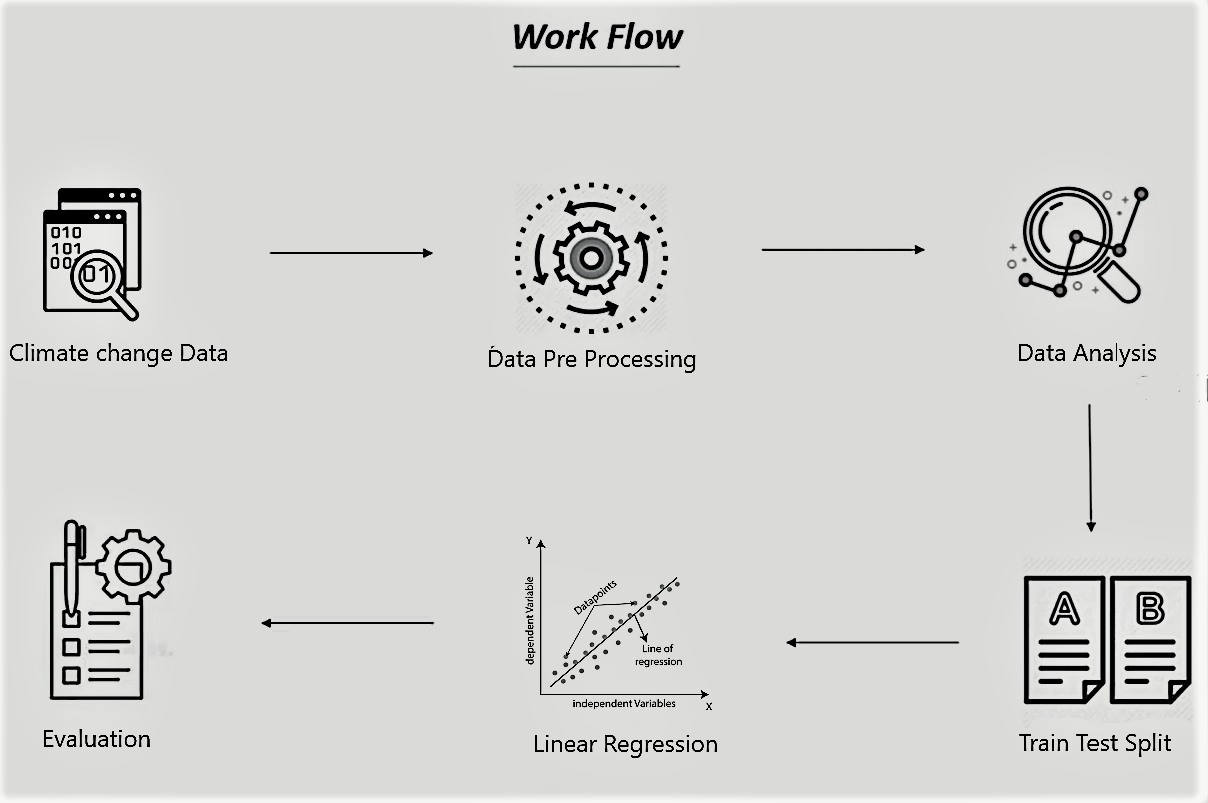 Work Flow
010
101
00
01
Climate change Data
Data Pre Processing
Data Analysis
A
B
Train Test Split
Y
dependent Variable
Datapoints
Line of
regression
independent Variables
X
Linear Regression
Evaluation